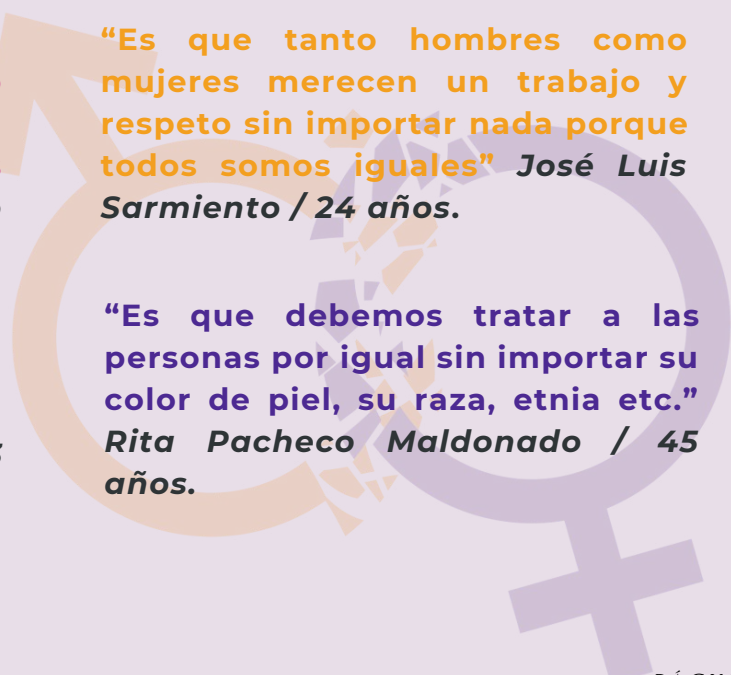 “Es que tanto hombres como
mujeres merecen un trabajo y
respeto sin importar nada porque
todos somos iguales” José Luis
Sarmiento / 24 años.
“Es que debemos tratar a las
personas por igual sin importar su
color de piel, su raza, etnia etc.”
Rita Pacheco Maldonado / 45
años.